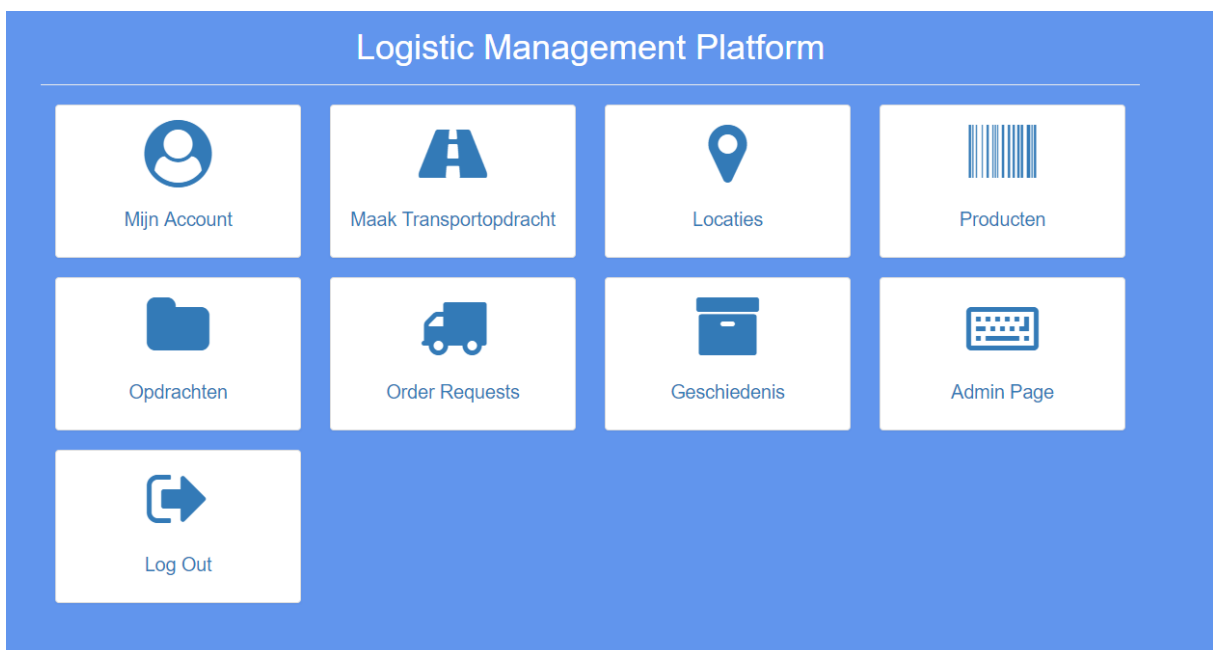 Logistic Management Platform
Mijn Account
Maak Transportopdracht
Locaties
Producten
Opdrachten
Order Requests
Geschiedenis
Admin Page
Log Out